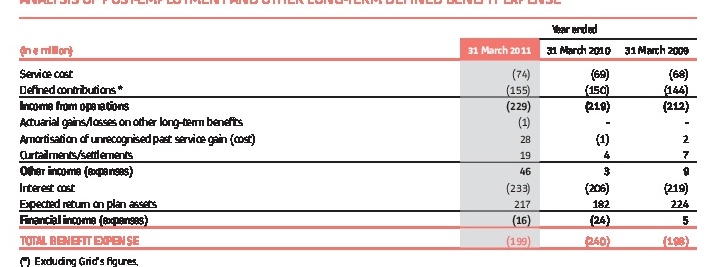 ANALYSIS OF POST-EMPLOYMENT AND OTHER LONG-TERM DEFINED BENEFIT EXPENSE
Year ended
(in € million) 31 March 2011 31 March 2010 31 March 2009
Service cost (74) (69) (68)
Defined contributions * (155) (150) (144)
Income from operations (229) (219) (212)
Actuarial gains/losses on other long-term benefits (1) - -
Amortisation of unrecognised past service gain (cost) 28 (1) 2
Curtailments/settlements 19 4 7
Other income (expenses) 46 3 9
Interest cost (233) (206) (219)
Expected return on plan assets 217 182 224
Financial income (expenses) (16) (24) 5
TOTAL BENEFIT EXPENSE (199) (240) (198)
(*) Excluding Grid's figures.